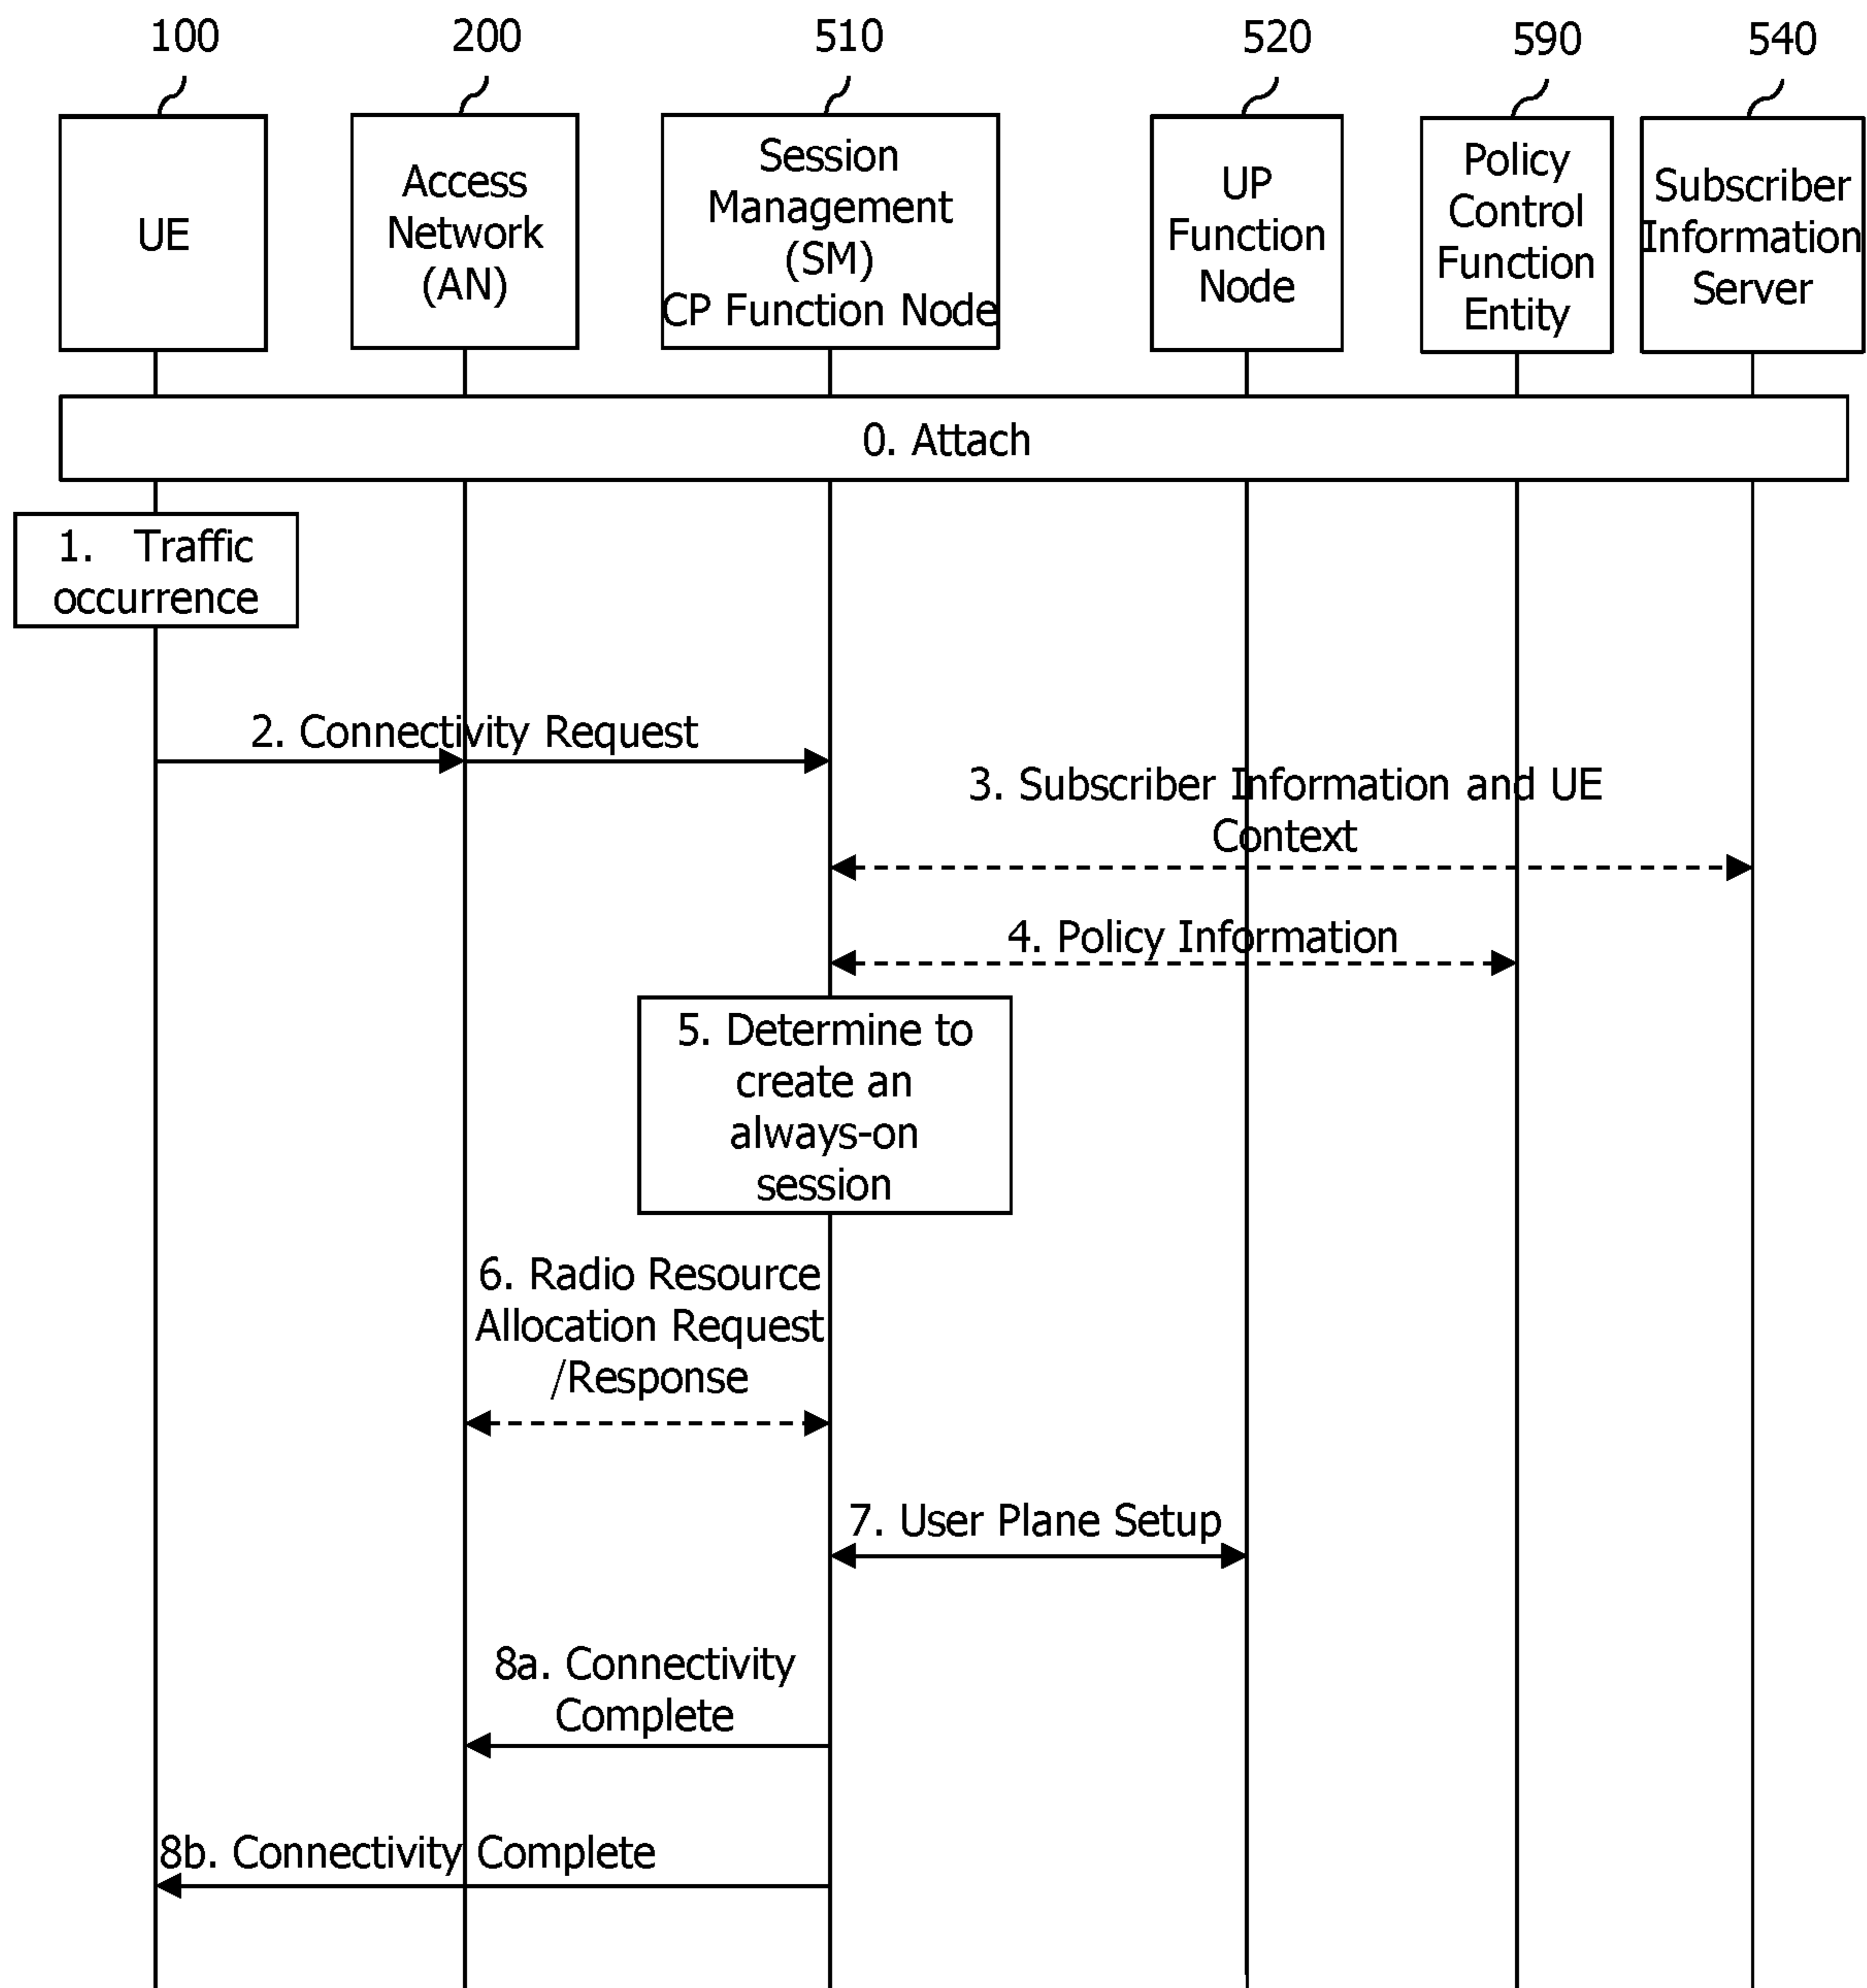 100
200
510
520
590
540
UE
Access
Network
(AN)
Session
Management
(SM)
CP Function Node
UP
Function
Node
Policy
Control
Function
Entity
Subscriber
Information
Server
0. Attach
1. Traffic
occurrence
2. Connectivity Request
3. Subscriber Information and UE
Context
4. Policy Information
5. Determine to
create an
always-on
session
6. Radio Resource
Allocation Request
/Response
7. User Plane Setup
8a. Connectivity
Complete
8b. Connectivity Complete